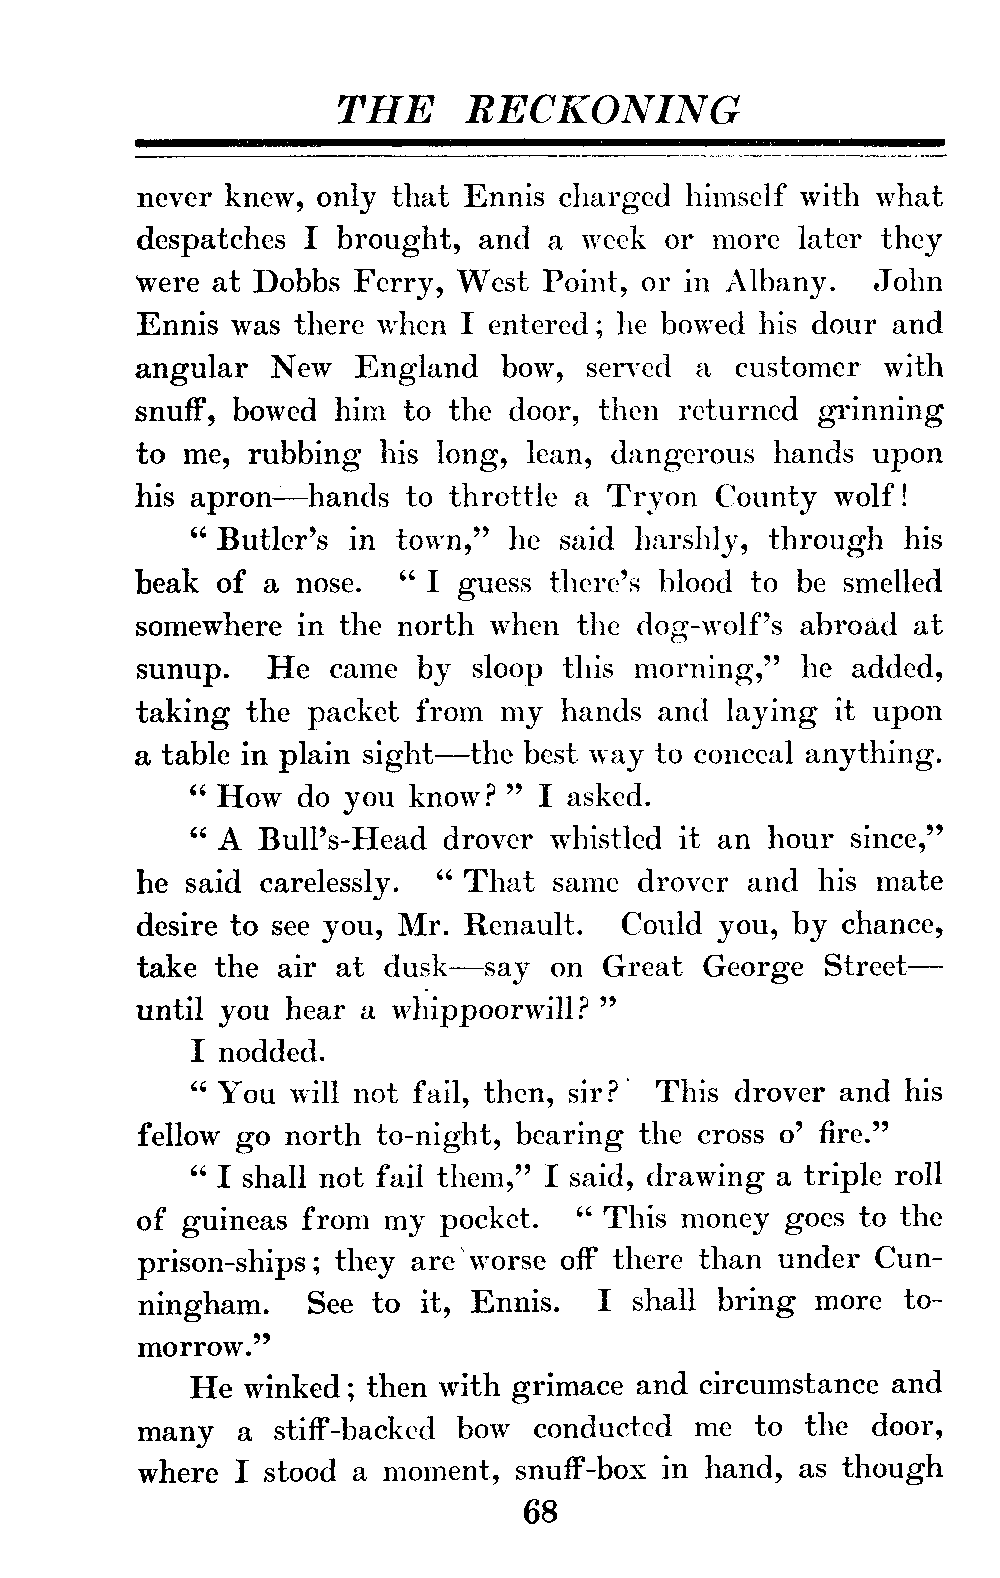 THE RECKONING
never knew, only that Ennis charged himself with what
despatches I brought, and a week or more later they
were at Dobbs Ferry, West Point, or in Albany. John
Ennis was there when I entered; he bowed his dour and
angular New England bow, served a customer with
snuff, bowed him to the door, then returned grinning
to me, rubbing his long, lean, dangerous hands upon
his apron—hands to throttle a Tryon County wolf!
“ Butler’s in town,” he said harshly, through his
beak of a nose. “ I guess there’s blood to be smelled
somewhere in the north when the dog-wolf’s abroad at
sunup. He came by sloop this morning,” he added,
taking the packet from my hands and laying it upon
a table in plain sight—the best way to conceal anything.
“ How do you know? ” I asked.
“ A Bull’s-Head drover whistled it an hour since,”
he said carelessly. “ That same drover and his mate
desire to see you, Mr. Renault. Could you, by chance,
take the air at dusk—say on Great George Street—
until you hear a whippoorwill? ”
I nodded.
“ You will not fail, then, sir? This drover and his
fellow go north to-night, bearing the cross o’ fire.”
“ I shall not fail them,” I said, drawing a triple roll
of guineas from my pocket. “ This money goes to the
prison-ships; they are worse off there than under Cun-
ningham. See to it, Ennis. I shall bring more to-
morrow.”
He winked; then with grimace and circumstance and
many a stiff-backed bow conducted me to the door,
where I stood a moment, snuff-box in hand, as though
68